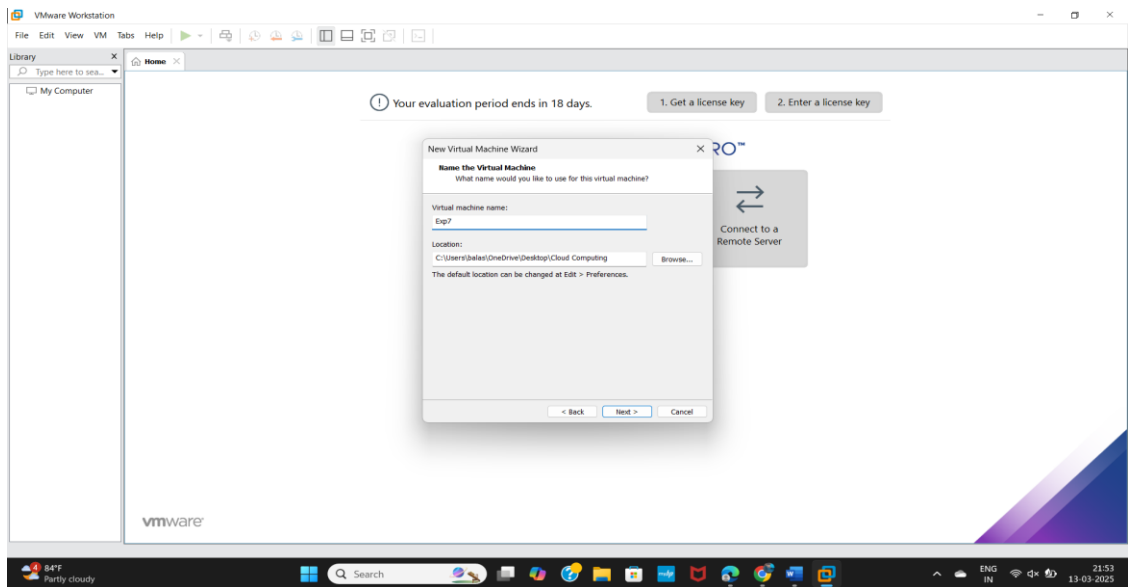 VMware Workstation
File Edit View VM Tabs Help
Library
Home
Type here to sea...
My Computer
Your evaluation period ends in 18 days.
1. Get a license key
2. Enter a license key
RO™
New Virtual Machine Wizard
Name the Virtual Machine
What name would you like to use for this virtual machine?
Virtual machine name:
Exp7
Location:
C:\Users\balas\OneDrive\Desktop\Cloud Computing
Browse...
The default location can be changed at Edit > Preferences.
Connect to a
Remote Server
< Back
Next >
Cancel
vmware
4
84°F
Partly cloudy
Search
ENG
IN
21:53
13-03-2025